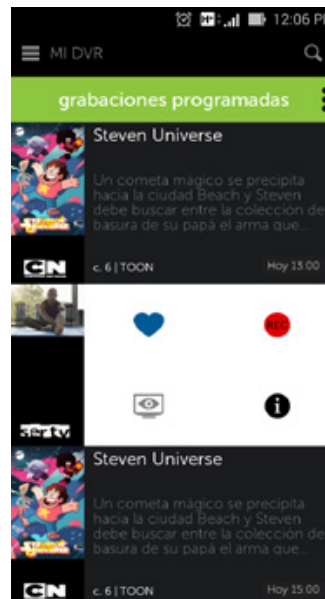 12:06 P
MI DVR
grabaciones programadas
Steven Universe
Un cometa mágico se precipita
hacia la ciudad Beach y Steven
debe buscar entre la colección de
basura de su papá el arma que...
CN
c. 6 | TOON
Hoy 13:00
REC
sertv
Steven Universe
Un cometa mágico se precipita
hacia la ciudad Beach y Steven
debe buscar entre la colección de
basura de su papá el arma que...
CN
c. 6 | TOON
Hoy 15:00